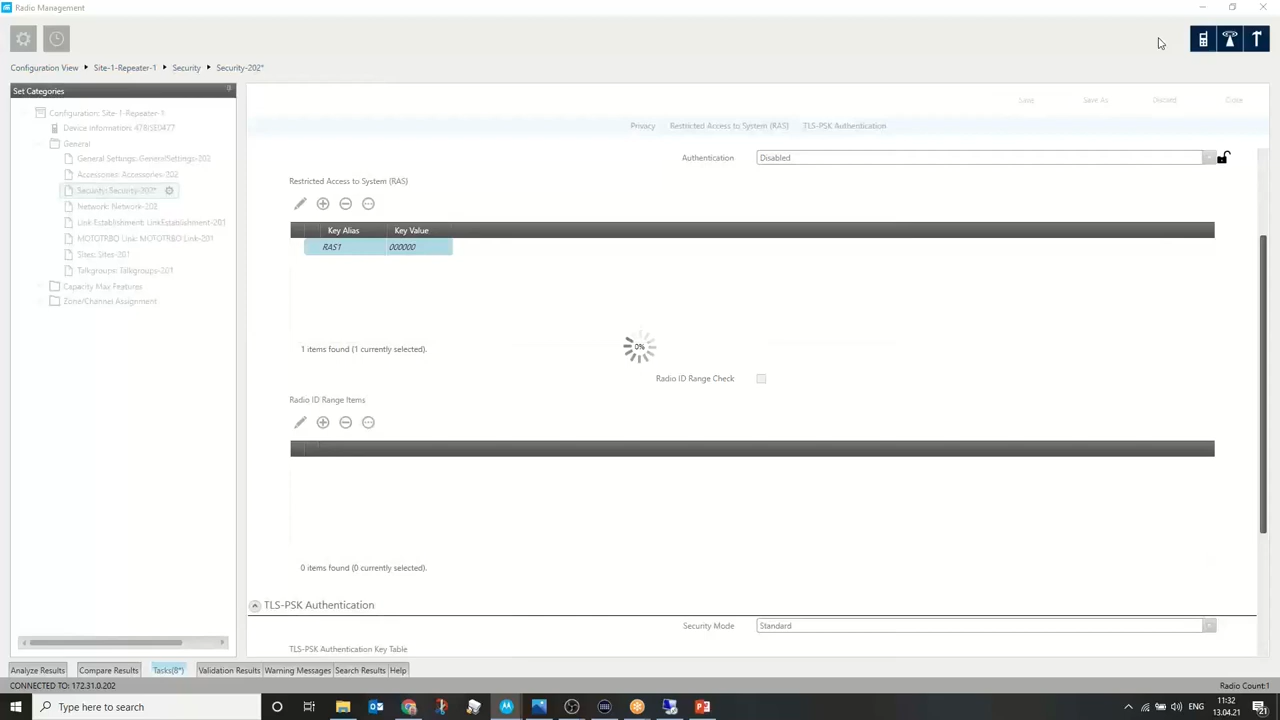 Radio Management
Configuration View Site-1-Repeater-1 Security Security-202*
Set Categories
Configuration: Site-1-Repeater-1
General
General Settings: GeneralSettings-202
Accessories: Accessories-202
Security: Security-202*
Network: Network-202
Link Establishment: LinkEstablishment-201
MOTOTRBO Link: MOTOTRBO Link-201
Sites: Sites-201
Talkgroups: Talkgroups-201
Capacity Max Features
Zone/Channel Assignment
Save Save As Discard Close
Privacy Restricted Access to System (RAS) TLS-PSK Authentication
Authentication Disabled
Restricted Access to System (RAS)
Key Alias Key Value
RAS1 000000
1 items found (1 currently selected).
0%
Radio ID Range Check
Radio ID Range Items
0 items found (0 currently selected).
TLS-PSK Authentication
Security Mode Standard
TLS-PSK Authentication Key Table
Analyze Results Compare Results Tasks(8*) Validation Results Warning Messages Search Results Help
CONNECTED TO: 172.31.0.202 Radio Count:1
Type here to search
ENG
11:32
13.04.21
21